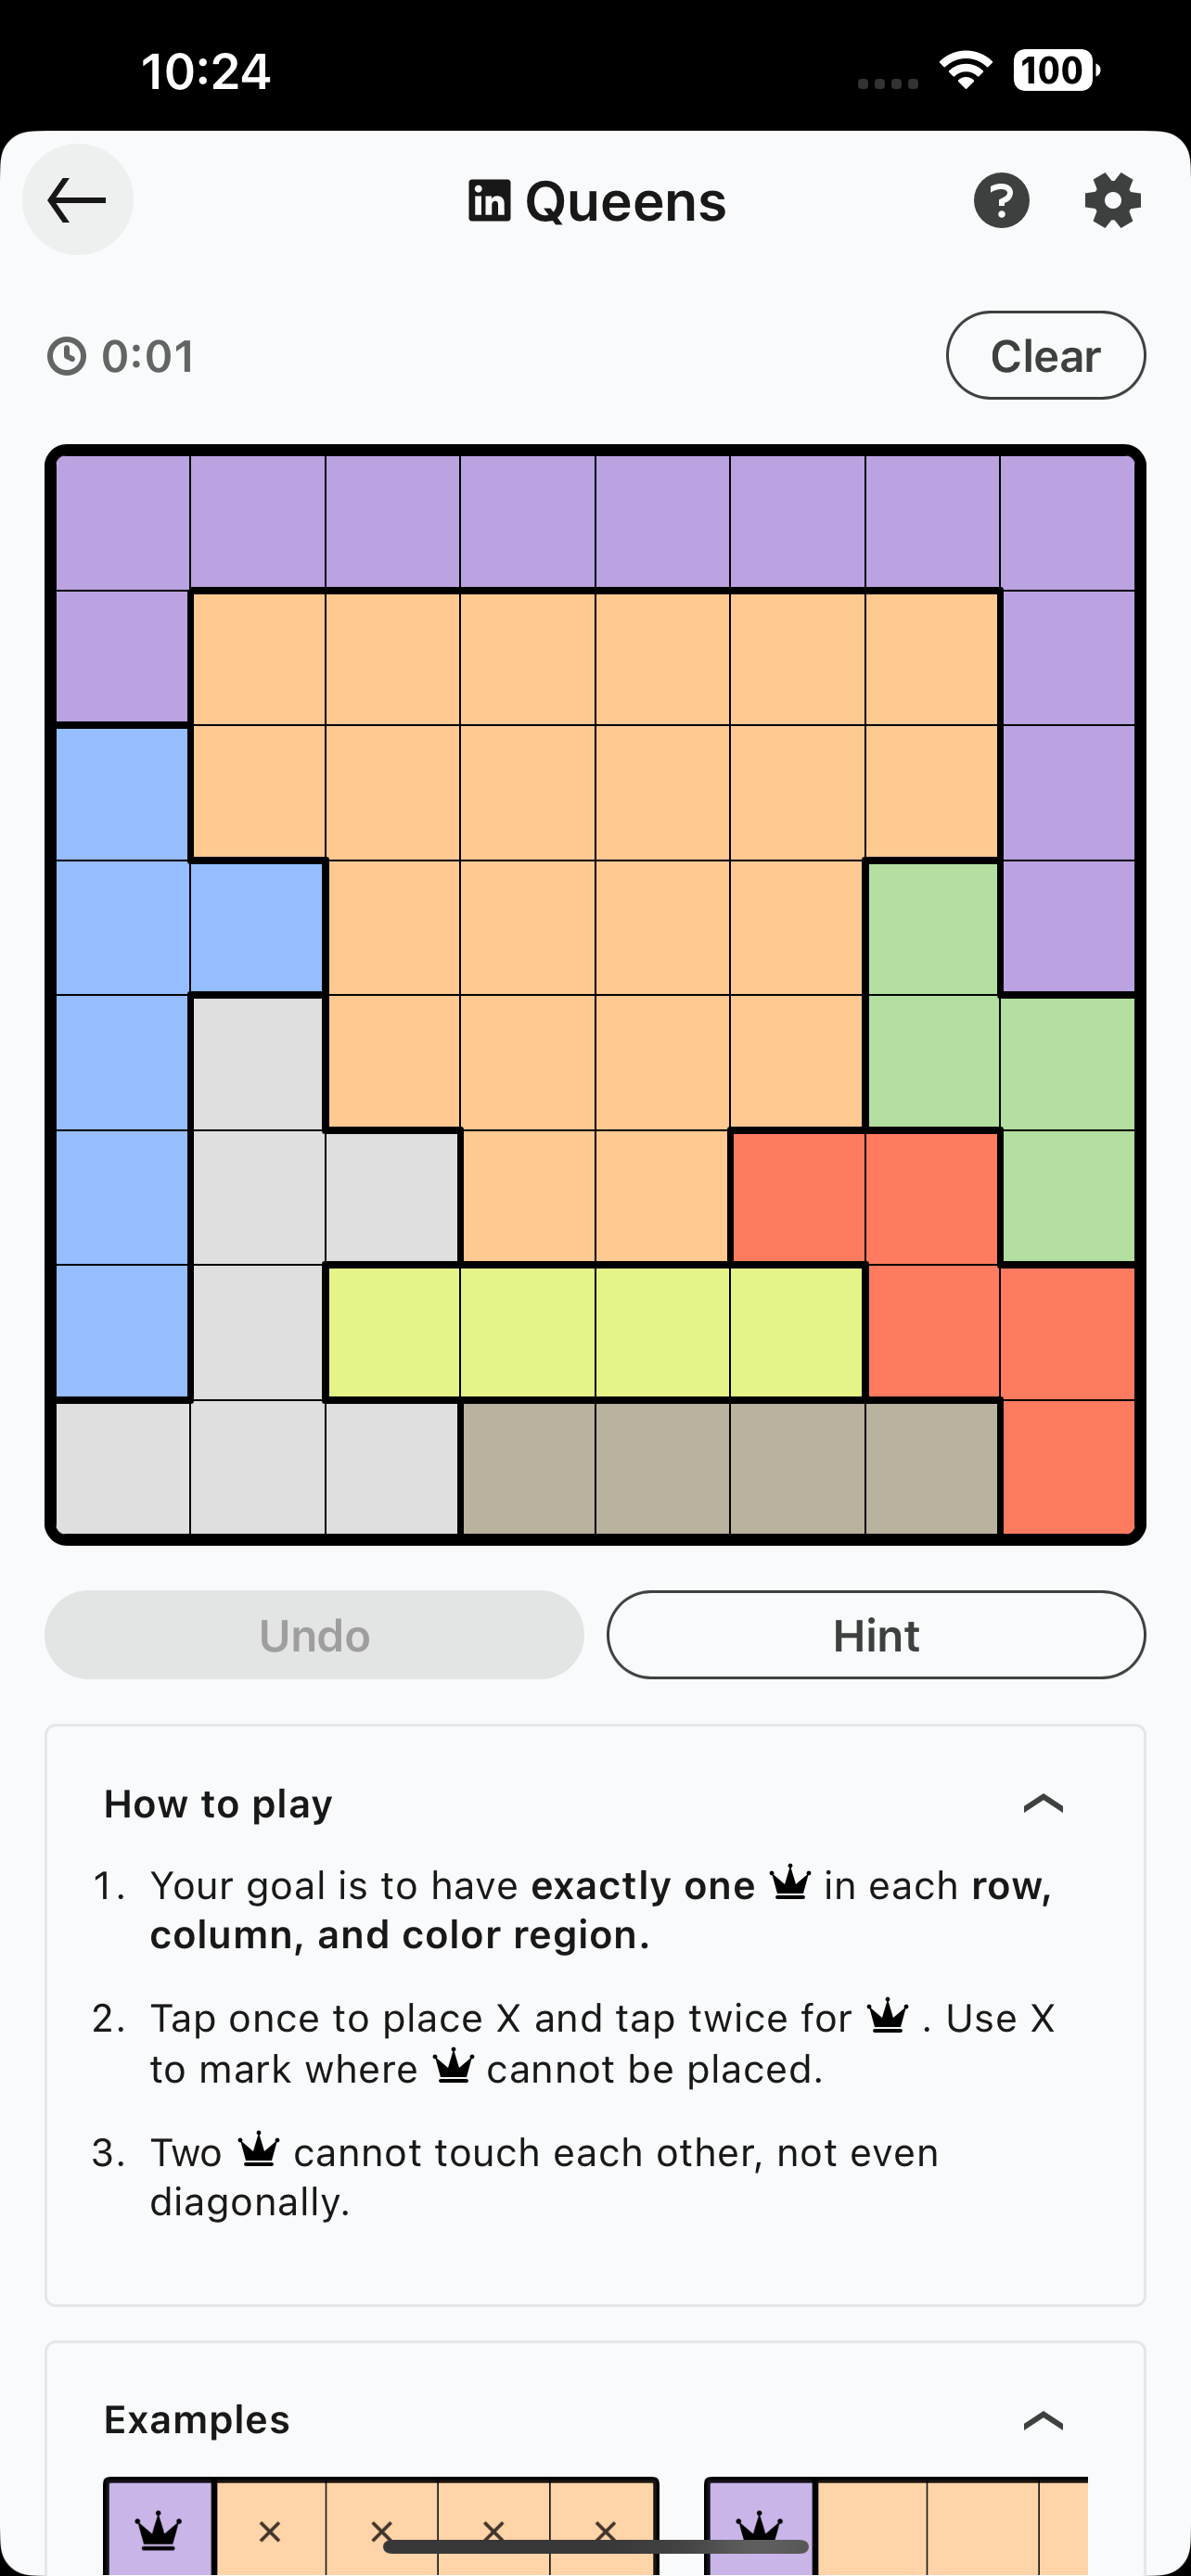 10:24
100
in Queens
?
0:01
Clear
Undo
Hint
How to play
1. Your goal is to have exactly one in each row,
column, and color region.
2. Tap once to place X and tap twice for . Use X
to mark where cannot be placed.
3. Two cannot touch each other, not even
diagonally.
Examples